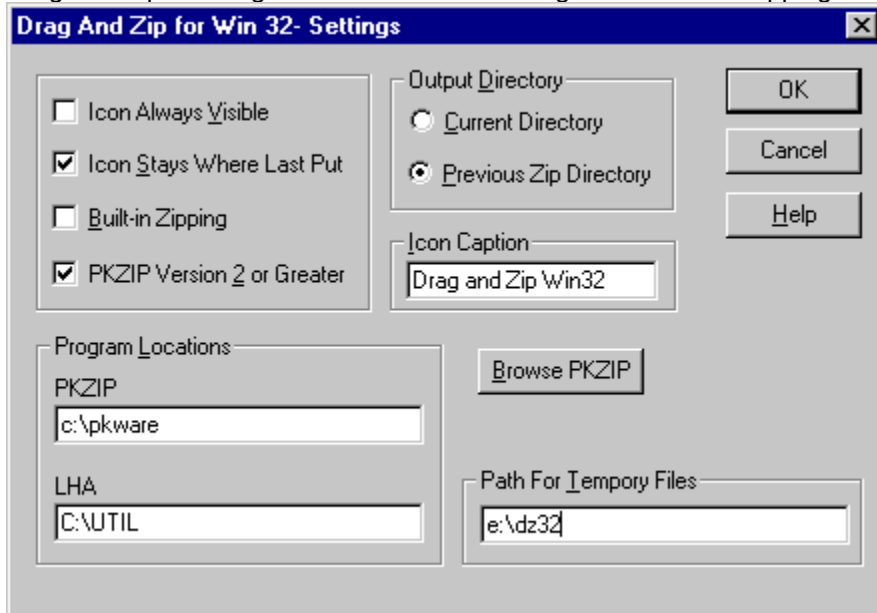 Drag And Zip for Win 32- Settings
Icon Always Visible
Icon Stays Where Last Put
Built-in Zipping
PKZIP Version 2 or Greater
Output Directory
Current Directory
Previous Zip Directory
Icon Caption
Drag and Zip Win32
OK
Cancel
Help
Program Locations
PKZIP
c:\pkware
LHA
C:\UTIL
Browse PKZIP
Path For Tempory Files
e:\dz32